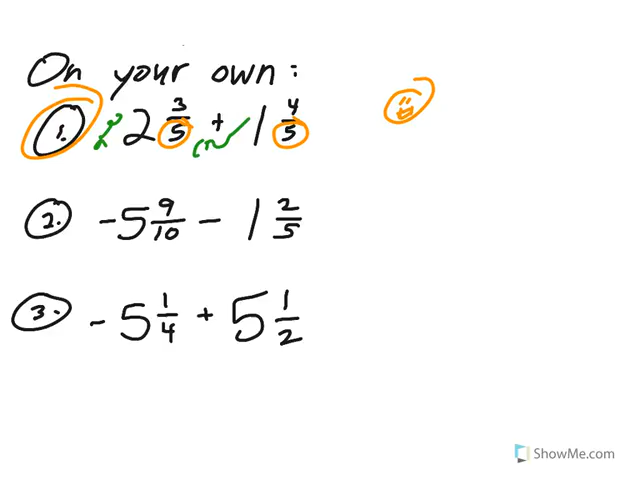 On your own:
1. 2 3/5 + 1 4/5
2. -5 9/10 - 1 2/5
3. -5 1/4 + 5 1/2
ShowMe.com